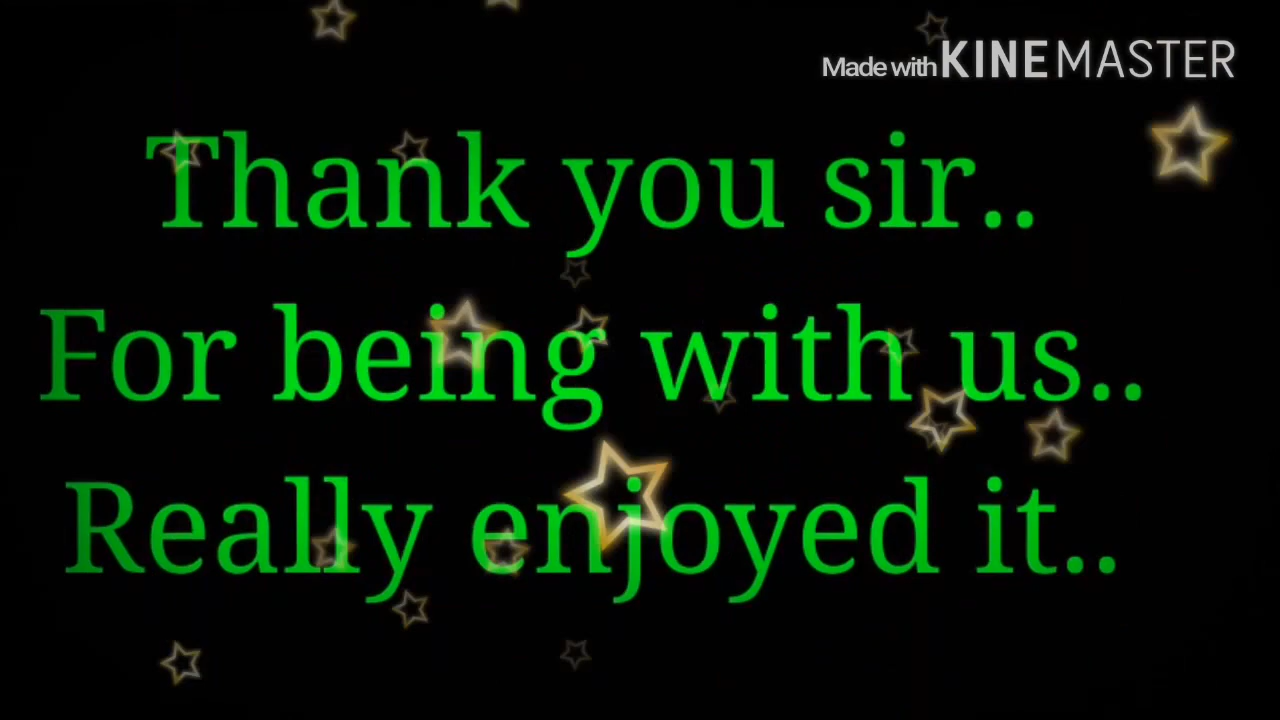 Made with KINEMASTER
Thank you sir..
For being with us..
Really enjoyed it..